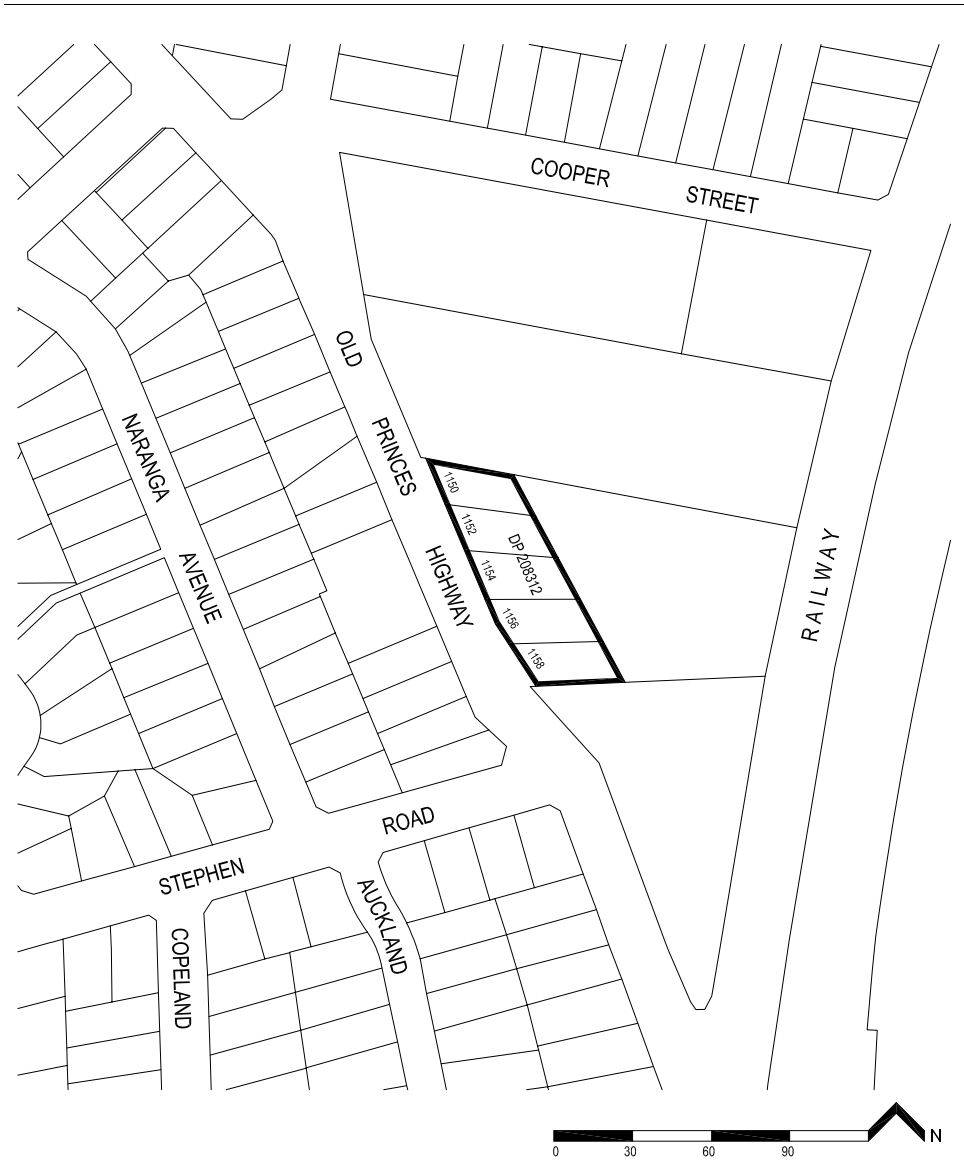 COOPER STREET
OLD PRINCES HIGHWAY
NARANGA AVENUE
1150
1152
1154
1156
1158
DP 208312
RAILWAY
STEPHEN ROAD
AUCKLAND
COPELAND
0 30 60 90
N